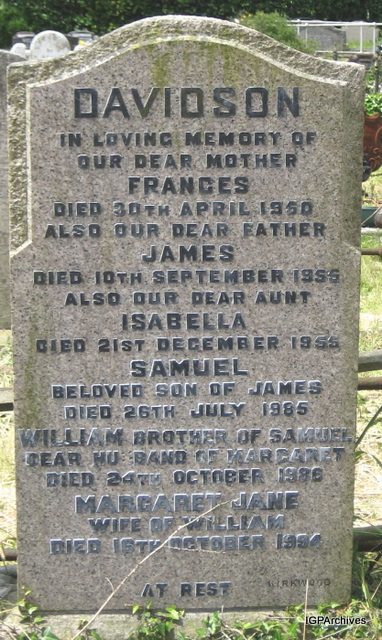 DAVIDSON
IN LOVING MEMORY OF
OUR DEAR MOTHER
FRANCES
DIED 30TH APRIL 1950
ALSO OUR DEAR FATHER
JAMES
DIED 10TH SEPTEMBER 1955
ALSO OUR DEAR AUNT
ISABELLA
DIED 21ST DECEMBER 1955
SAMUEL
BELOVED SON OF JAMES
DIED 26TH JULY 1985
WILLIAM BROTHER OF SAMUEL
DEAR HU BAND OF MARGARET
DIED 24TH OCTOBER 1986
MARGARET JANE
WIFE OF WILLIAM
DIED OCTOBER 1994
AT REST
KIRKWOOD
IGPArchives